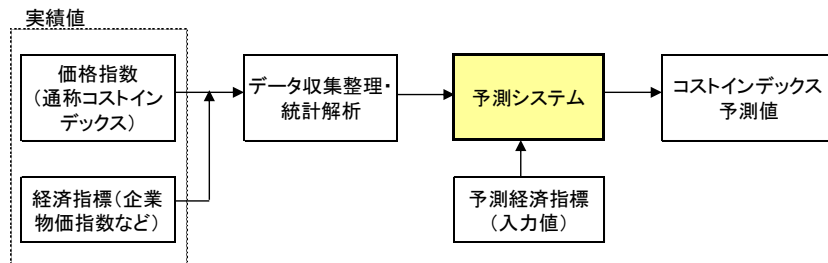 実績値
価格指数
(通称コストイン
デックス)
データ収集整理・
統計解析
予測システム
コストインデックス
予測値
経済指標(企業
物価指数など)
予測経済指標
(入力値)